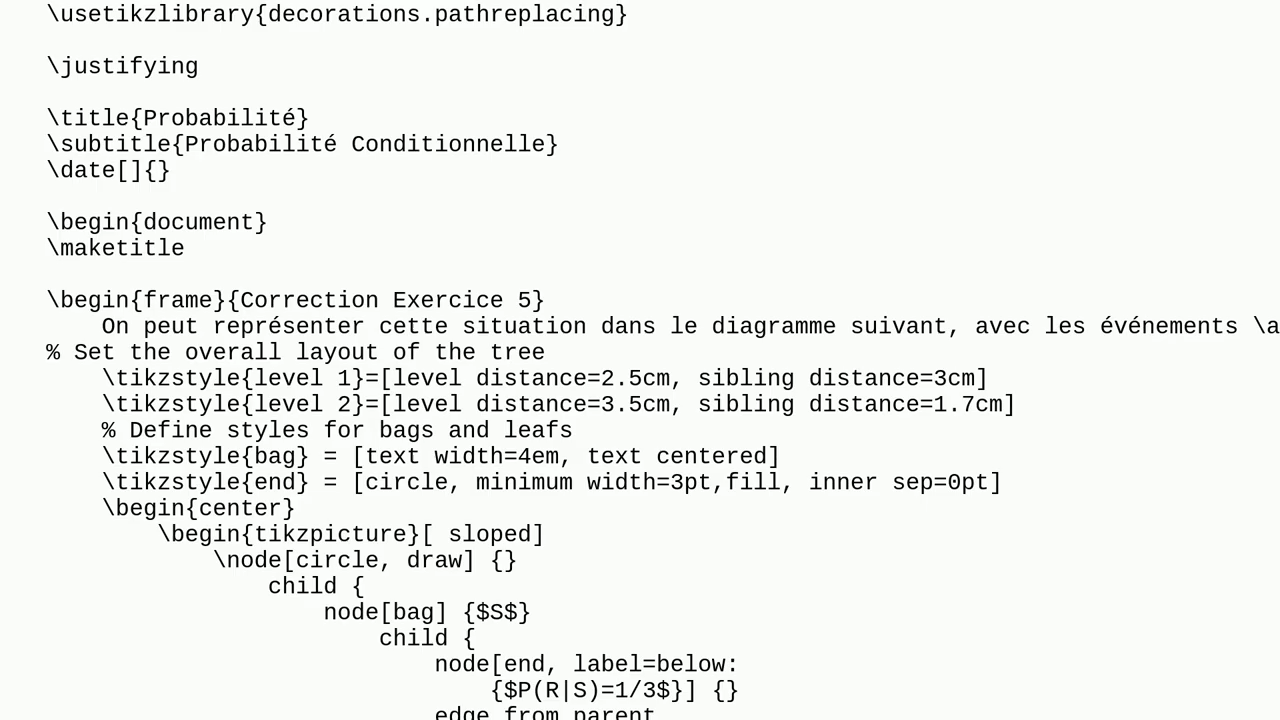 \usetikzlibrary{decorations.pathreplacing}
\justifying
\title{Probabilité}
\subtitle{Probabilité Conditionnelle}
\date[]{}
\begin{document}
\maketitle
\begin{frame}{Correction Exercice 5}
On peut représenter cette situation dans le diagramme suivant, avec les événements \a
% Set the overall layout of the tree
\tikzstyle{level 1}=[level distance=2.5cm, sibling distance=3cm]
\tikzstyle{level 2}=[level distance=3.5cm, sibling distance=1.7cm]
% Define styles for bags and leafs
\tikzstyle{bag} = [text width=4em, text centered]
\tikzstyle{end} = [circle, minimum width=3pt,fill, inner sep=0pt]
\begin{center}
\begin{tikzpicture}[ sloped]
\node[circle, draw] {}
child {
node[bag] {$S$}
child {
node[end, label=below:
{$P(R|S)=1/3$}] {}
edge from parent